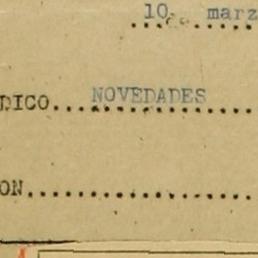 10 marz
DICO.... NOVEDADES
ON....................